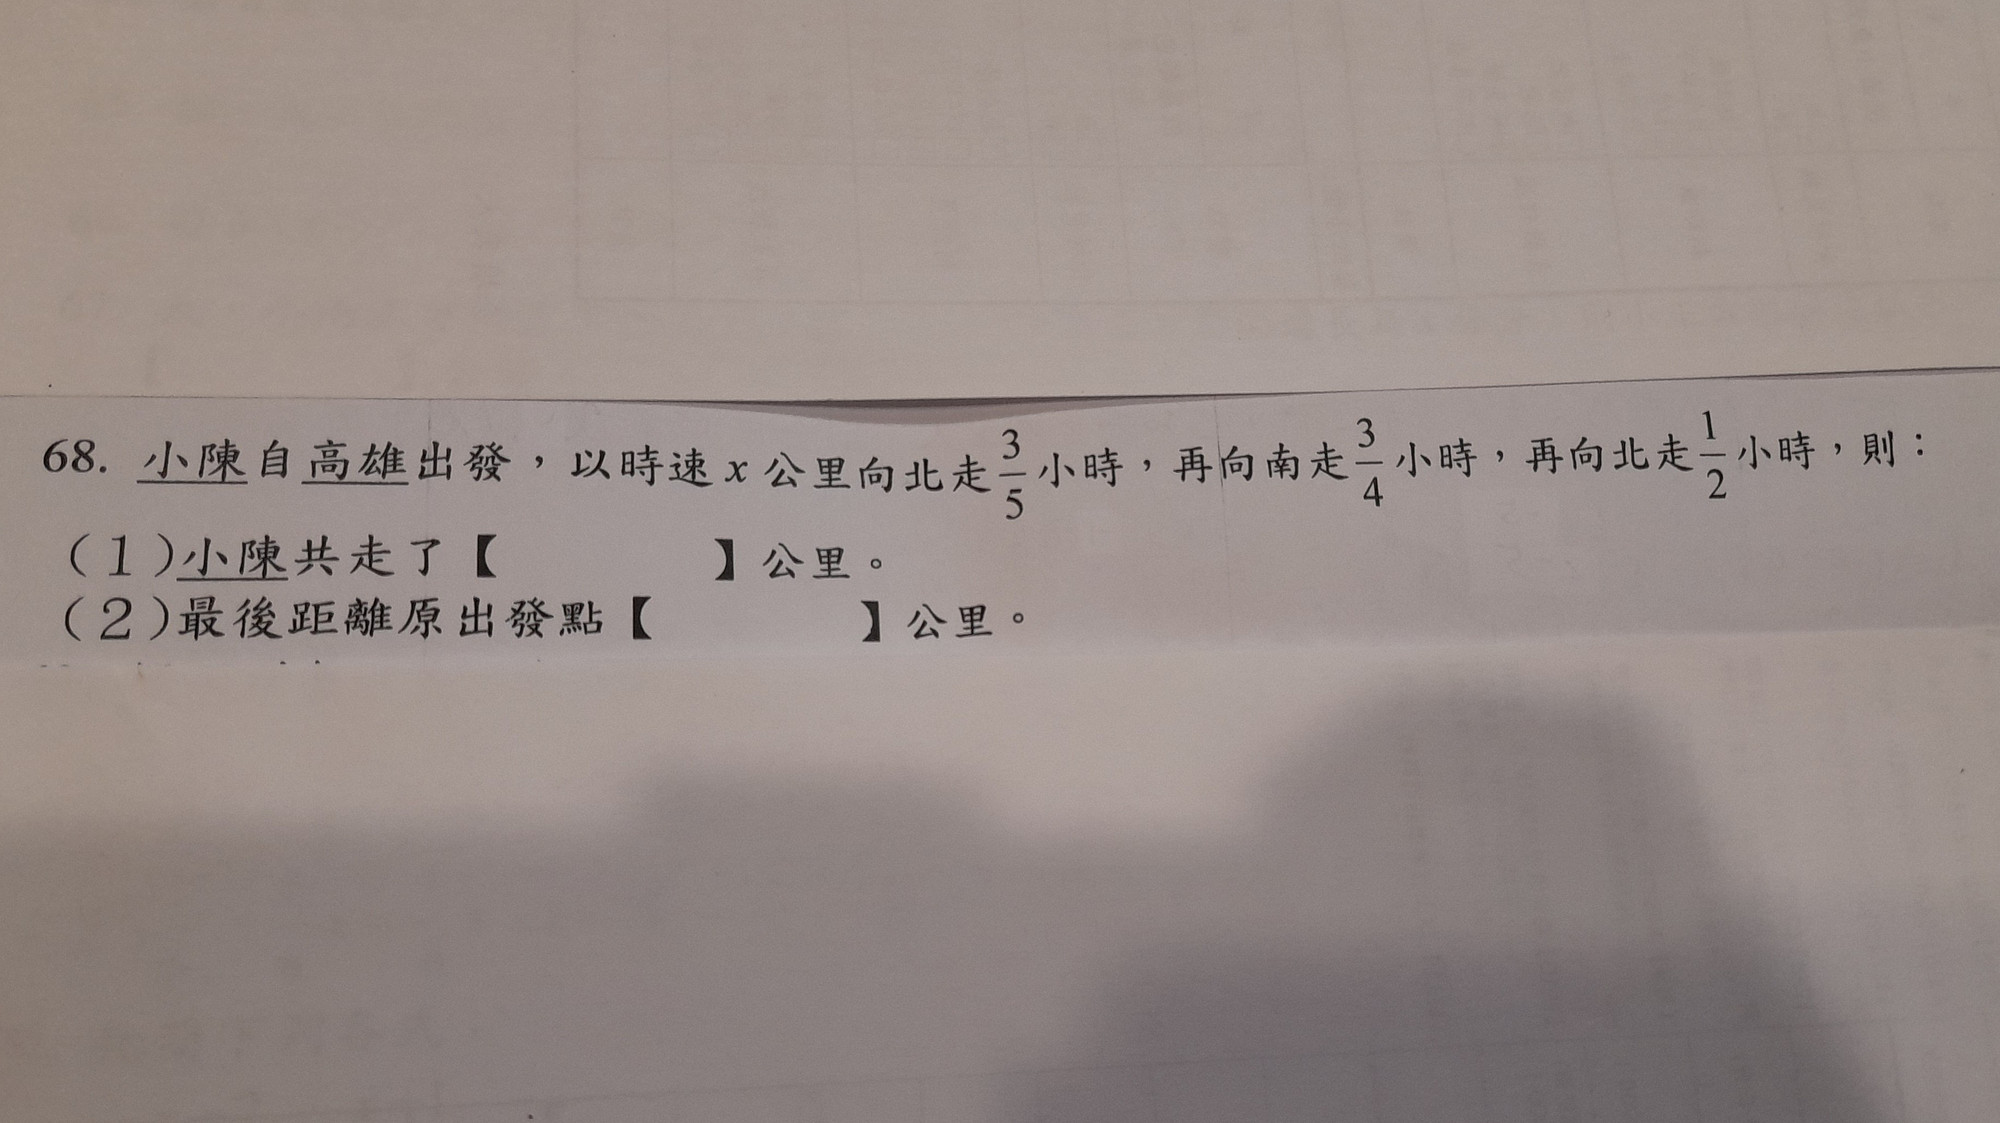 68. 小陳自高雄出發，以時速 x 公里向北走 3/5 小時，再向南走 3/4 小時，再向北走 1/2 小時，則：
(1)小陳共走了【　　　　】公里。
(2)最後距離原出發點【　　　　】公里。